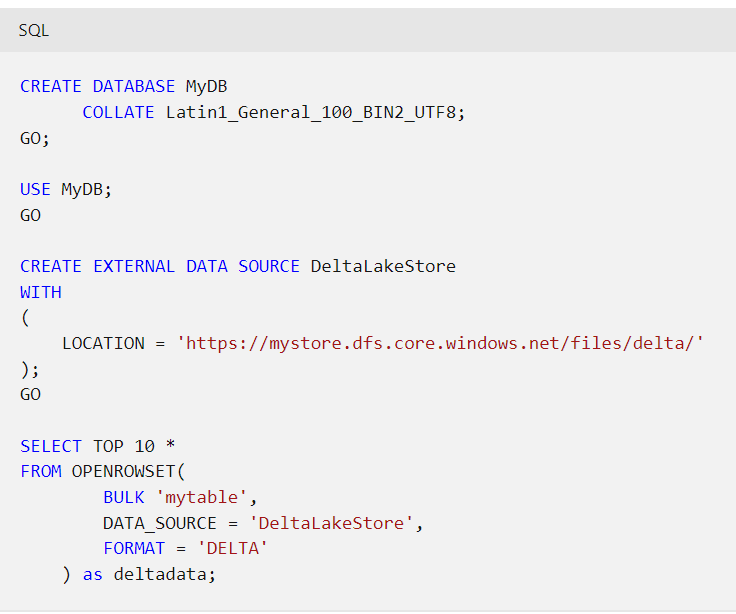 SQL
CREATE DATABASE MyDB
COLLATE Latin1_General_100_BIN2_UTF8;
GO;
USE MyDB;
GO
CREATE EXTERNAL DATA SOURCE DeltaLakeStore
WITH
(
LOCATION = 'https://mystore.dfs.core.windows.net/files/delta/'
);
GO
SELECT TOP 10 *
FROM OPENROWSET(
BULK 'mytable',
DATA_SOURCE = 'DeltaLakeStore',
FORMAT = 'DELTA'
) as deltadata;